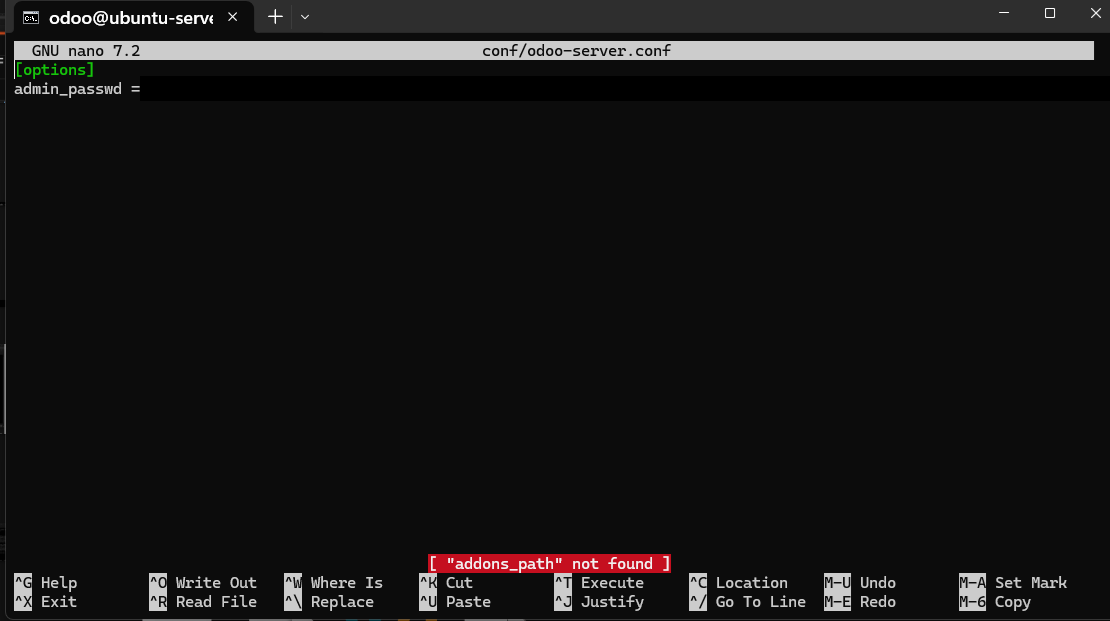 odoo@ubuntu-serve
GNU nano 7.2 conf/odoo-server.conf
[options]
admin_passwd =
[ "addons_path" not found ]
^G Help ^O Write Out ^W Where Is ^K Cut ^T Execute ^C Location M-U Undo M-A Set Mark
^X Exit ^R Read File ^\ Replace ^U Paste ^J Justify ^/ Go To Line M-E Redo M-6 Copy